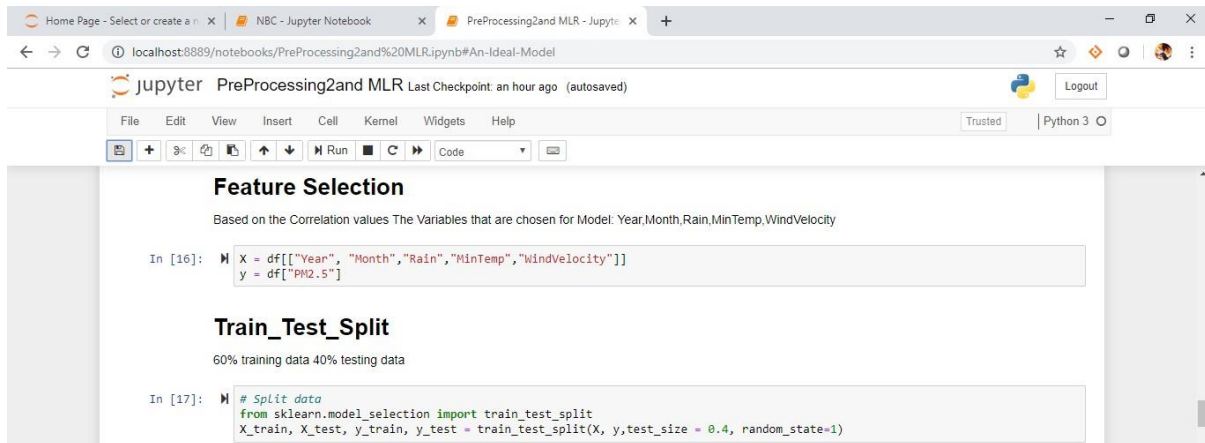 Home Page - Select or create a n
NBC - Jupyter Notebook
PreProcessing2and MLR - Jupyte
localhost:8889/notebooks/PreProcessing2and%20MLR.ipynb#An-Ideal-Model
jupyter PreProcessing2and MLR Last Checkpoint: an hour ago (autosaved)
Logout
File Edit View Insert Cell Kernel Widgets Help
Trusted
Python 3
Run
Code
Feature Selection
Based on the Correlation values The Variables that are chosen for Model: Year,Month,Rain,MinTemp,WindVelocity
In [16]:
X = df[["Year", "Month","Rain","MinTemp","WindVelocity"]]
y = df["PM2.5"]
Train_Test_Split
60% training data 40% testing data
In [17]:
# Split data
from sklearn.model_selection import train_test_split
X_train, X_test, y_train, y_test = train_test_split(X, y,test_size = 0.4, random_state=1)